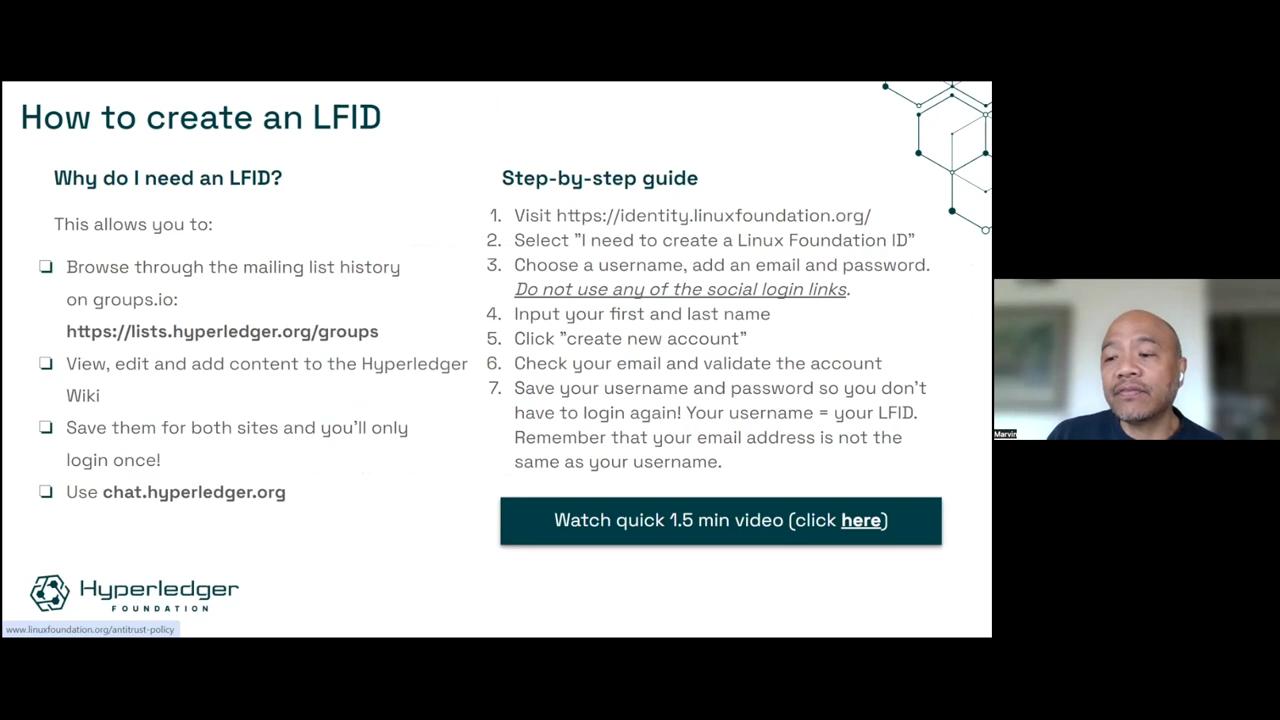 How to create an LFID
Why do I need an LFID?
This allows you to:
Browse through the mailing list history
on groups.io:
https://lists.hyperledger.org/groups
View, edit and add content to the Hyperledger
Wiki
Save them for both sites and you'll only
login once!
Use chat.hyperledger.org
Step-by-step guide
1. Visit https://identity.linuxfoundation.org/
2. Select "I need to create a Linux Foundation ID"
3. Choose a username, add an email and password.
Do not use any of the social login links.
4. Input your first and last name
5. Click "create new account"
6. Check your email and validate the account
7. Save your username and password so you don't
have to login again! Your username = your LFID.
Remember that your email address is not the
same as your username.
Watch quick 1.5 min video (click here)
Hyperledger
FOUNDATION
www.linuxfoundation.org/antitrust-policy
Marvin